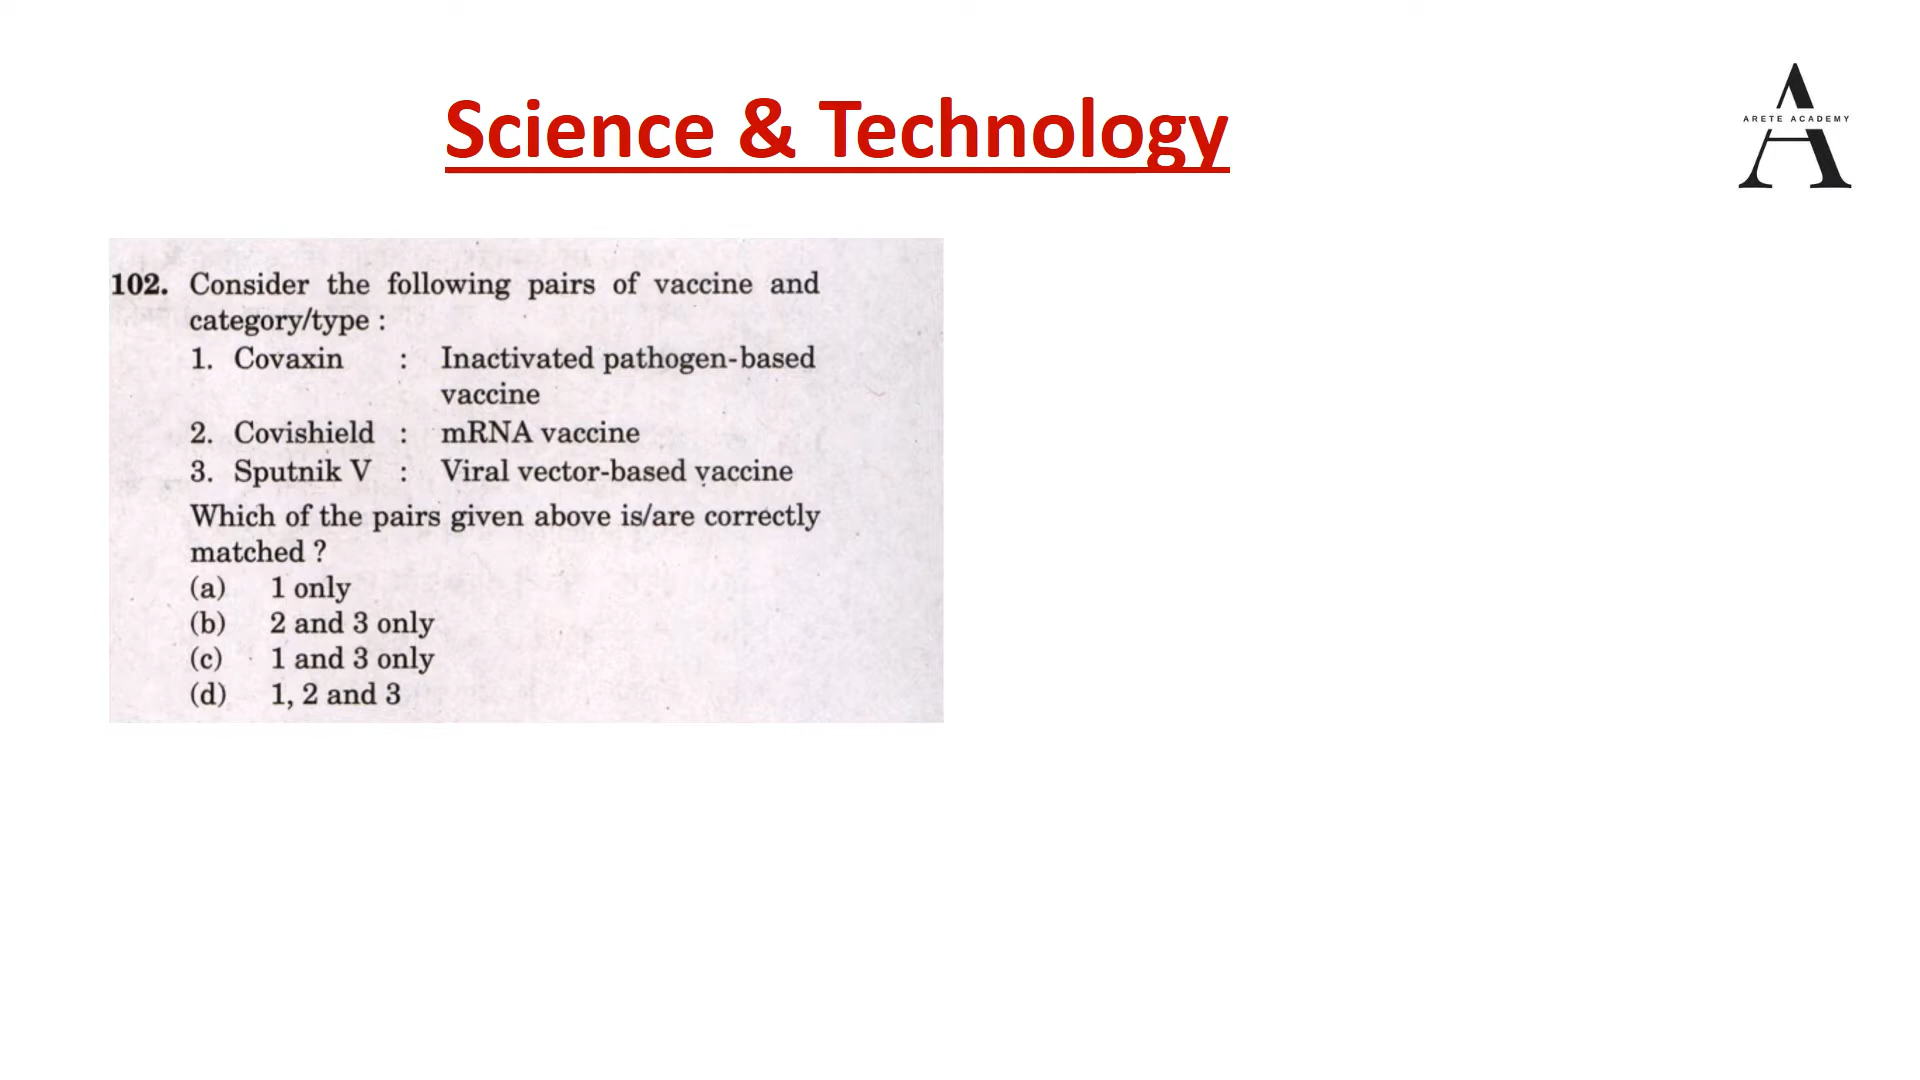 Science & Technology
ARETE ACADEMY
102. Consider the following pairs of vaccine and
category/type :
1. Covaxin : Inactivated pathogen-based
vaccine
2. Covishield : mRNA vaccine
3. Sputnik V : Viral vector-based vaccine
Which of the pairs given above is/are correctly
matched ?
(a) 1 only
(b) 2 and 3 only
(c) 1 and 3 only
(d) 1, 2 and 3